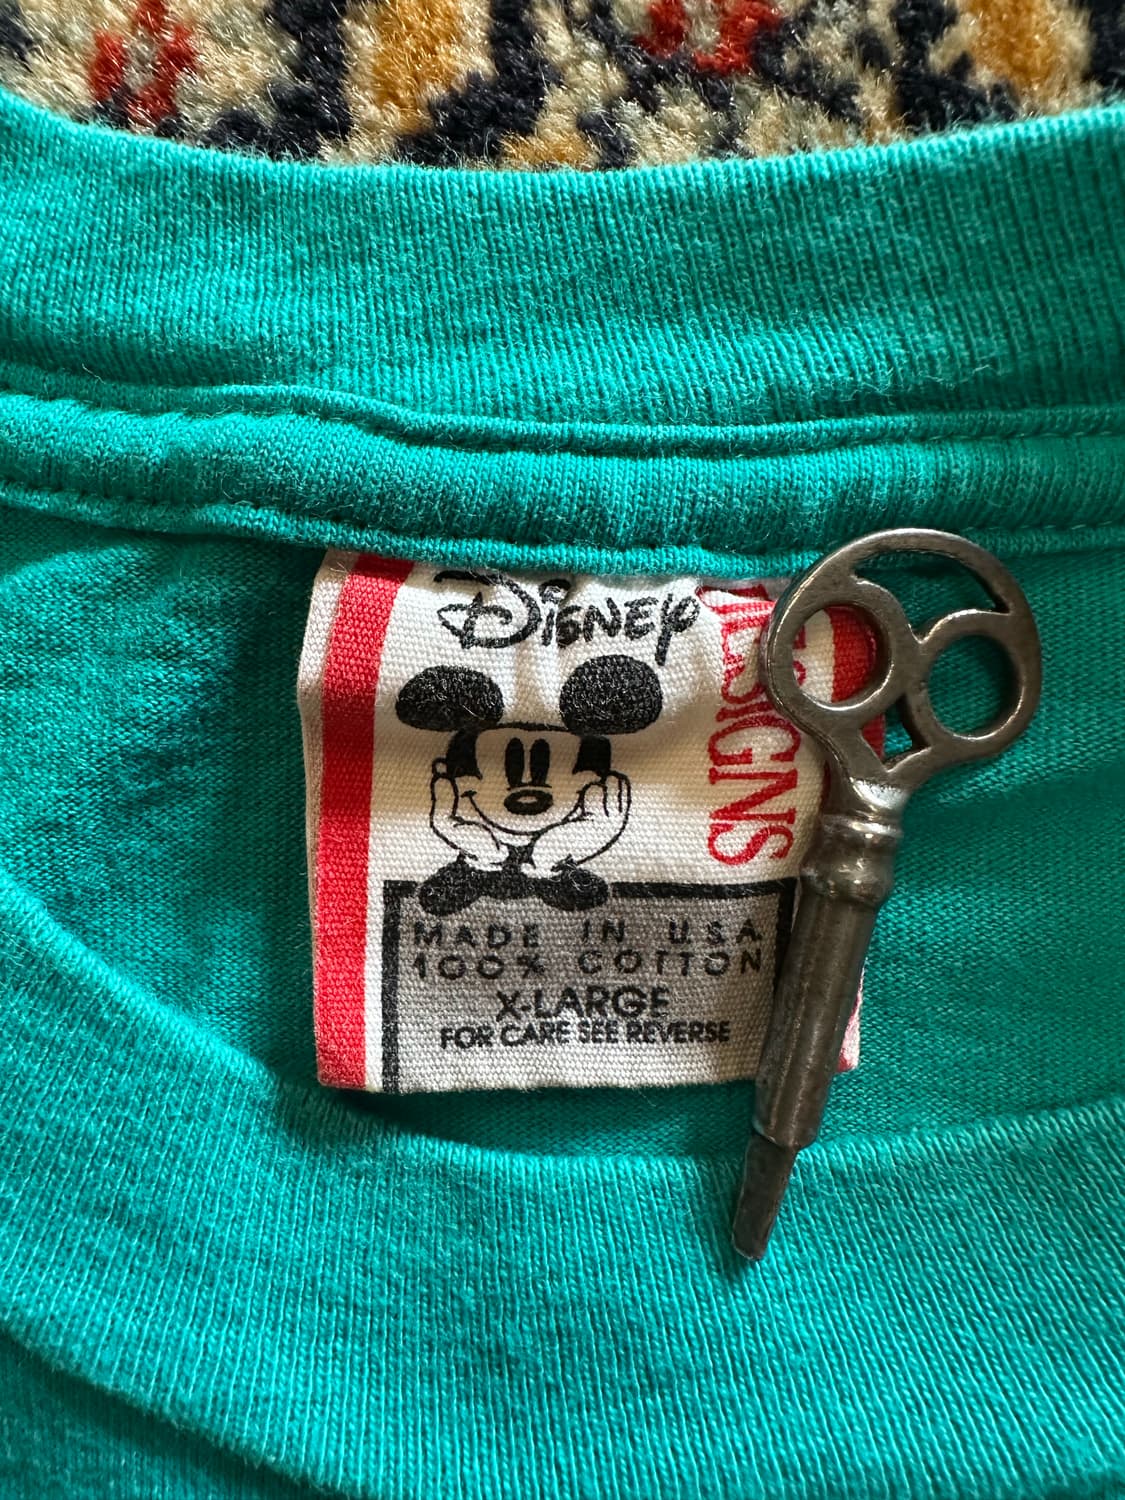 DISNEY
DESIGNS
MADE IN U.S.A.
100% COTTON
X-LARGE
FOR CARE SEE REVERSE